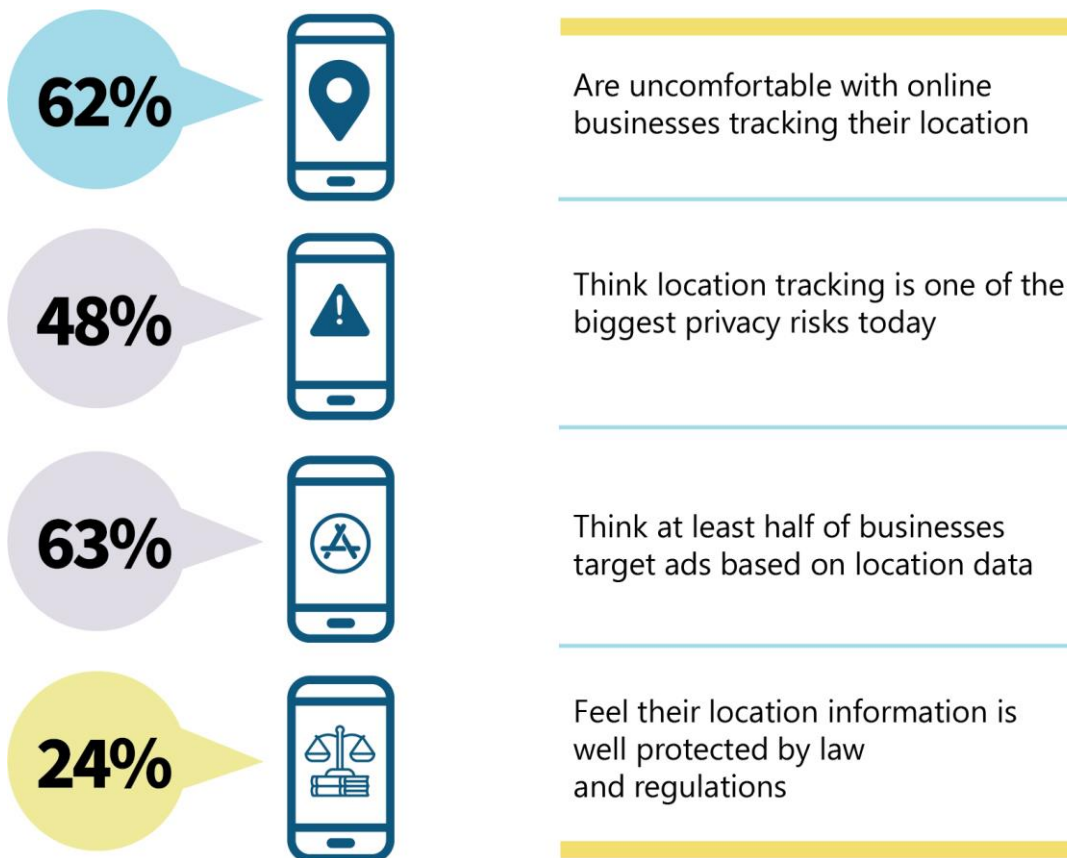 62%
Are uncomfortable with online
businesses tracking their location
48%
Think location tracking is one of the
biggest privacy risks today
63%
Think at least half of businesses
target ads based on location data
24%
Feel their location information is
well protected by law
and regulations